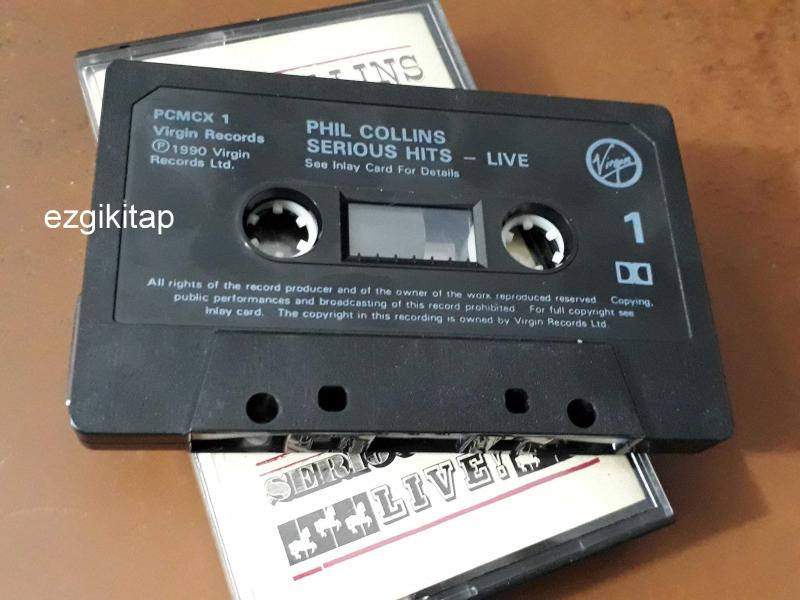 LLINS
PCMCX 1
Virgin Records
Ⓟ1990 Virgin
Records Ltd.
PHIL COLLINS
SERIOUS HITS – LIVE
See Inlay Card For Details
Virgin
ezgikitap
1
All rights of the record producer and of the owner of the work reproduced reserved. Copying,
public performances and broadcasting of this record prohibited. For full copyright see
inlay card. The copyright in this recording is owned by Virgin Records Ltd
SERIO
LIVE!